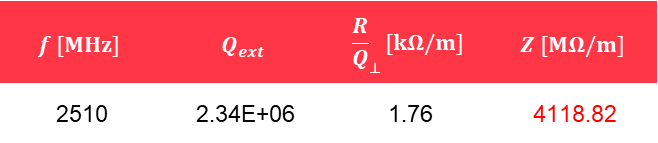 f [MHz] Q_ext R/Q_⊥ [kΩ/m] Z [MΩ/m]
2510 2.34E+06 1.76 4118.82